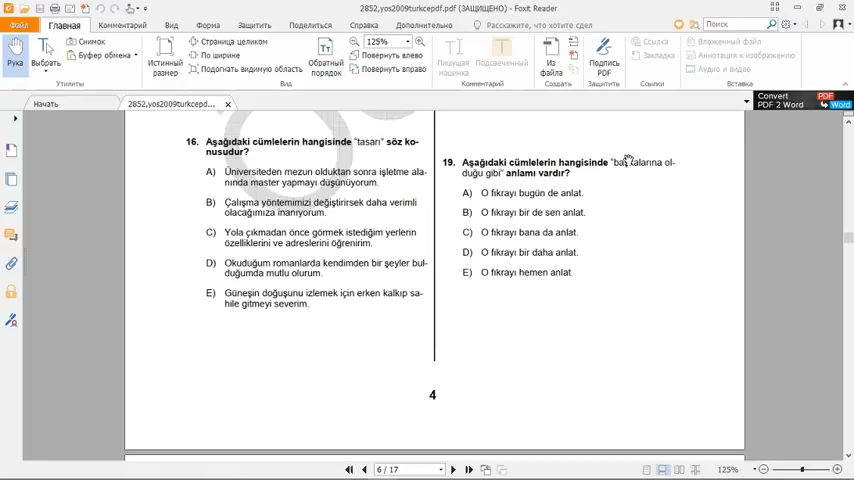 2852,yos2009turkcepdf.pdf (ЗАЩИЩЕНО) - Foxit Reader
Файл Главная Комментарий Вид Форма Защитить Поделиться Справка Дополнительно Расскажите, что хотите сдел Поиск
Рука
Выбрать
Снимок
Буфер обмена
Утилиты
Истинный размер
Страница целиком
По ширине
Подогнать видимую область
Обратный порядок
125%
Повернуть влево
Повернуть вправо
Вид
Пишущая машинка
Подсвеченный
Комментарий
Из файла
Создать
Подпись PDF
Защитить
Ссылка
Закладка
Ссылки
Вложенный файл
Аннотация к изображению
Аудио и видео
Вставка
Начать
2852,yos2009turkcepd...
Convert PDF
PDF 2 Word Word
16. Aşağıdaki cümlelerin hangisinde "tasarı" söz ko-
nusudur?
A) Üniversiteden mezun olduktan sonra işletme ala-
nında master yapmayı düşünüyorum.
B) Çalışma yöntemimizi değiştirirsek daha verimli
olacağımıza inanıyorum.
C) Yola çıkmadan önce görmek istediğim yerlerin
özelliklerini ve adreslerini öğrenirim.
D) Okuduğum romanlarda kendimden bir şeyler bul-
duğumda mutlu olurum.
E) Güneşin doğuşunu izlemek için erken kalkıp sa-
hile gitmeyi severim.
19. Aşağıdaki cümlelerin hangisinde "başkalarına ol-
duğu gibi" anlamı vardır?
A) O fıkrayı bugün de anlat.
B) O fıkrayı bir de sen anlat.
C) O fıkrayı bana da anlat.
D) O fıkrayı bir daha anlat.
E) O fıkrayı hemen anlat.
4
6 / 17
125%